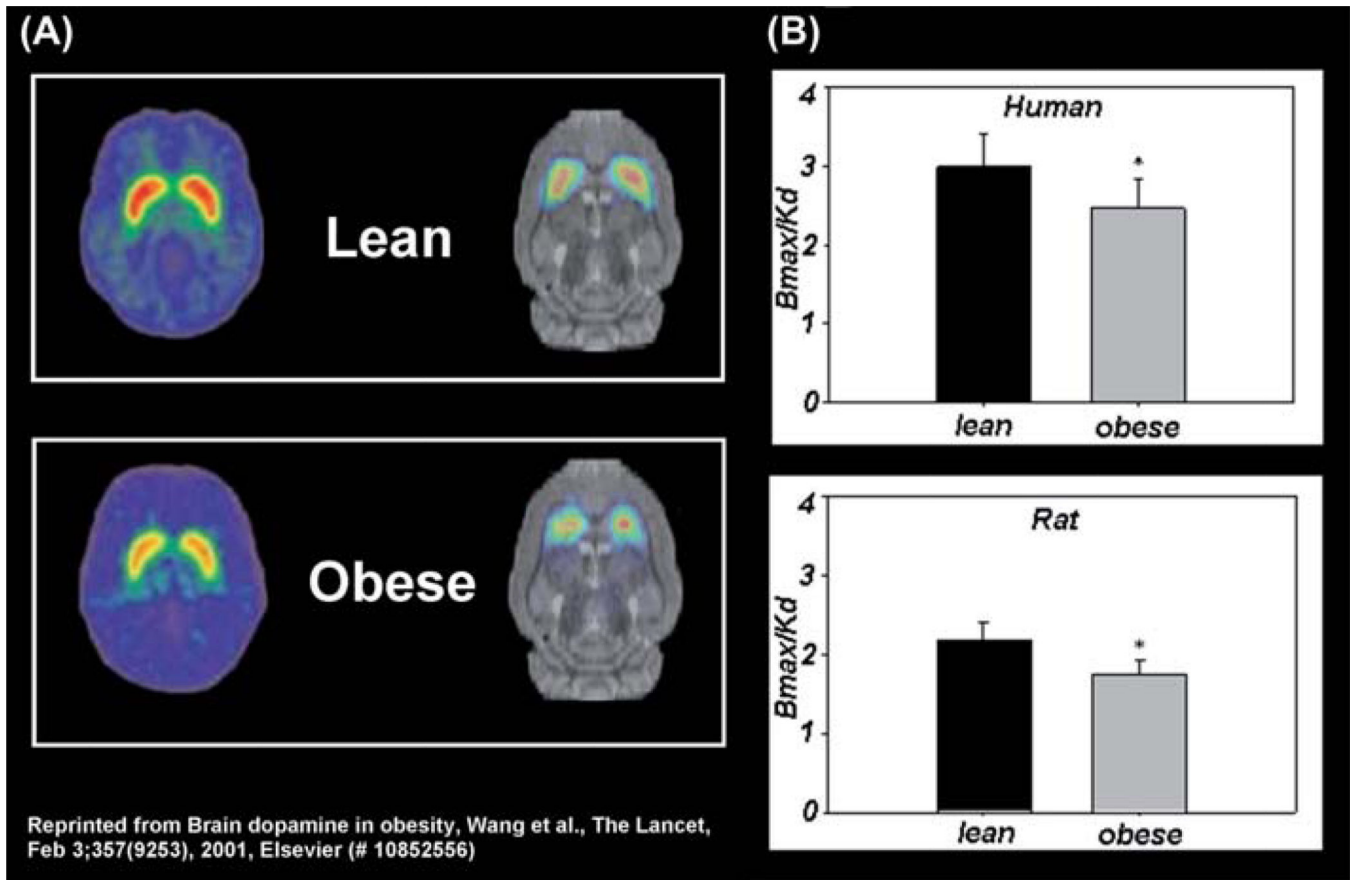 (A)
Lean
Obese
Reprinted from Brain dopamine in obesity, Wang et al., The Lancet,
Feb 3;357(9253), 2001, Elsevier (# 10852556)
(B)
Human
Bmax/Kd
4
3
2
1
0
*
lean obese
Rat
Bmax/Kd
4
3
2
1
0
*
lean obese